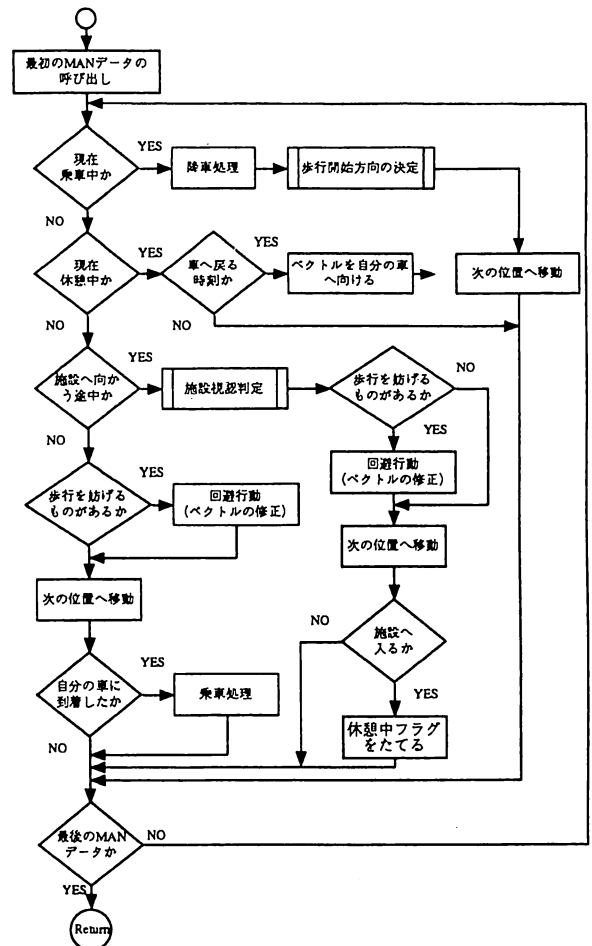 最初のMANデータの
呼び出し
現在
乗車中か
YES
降車処理
歩行開始方向の決定
NO
現在
休憩中か
YES
車へ戻る
時刻か
YES
ベクトルを自分の車
へ向ける
次の位置へ移動
NO
NO
施設へ向か
う途中か
YES
施設視認判定
歩行を妨げる
ものがあるか
NO
YES
回避行動
(ベクトルの修正)
NO
歩行を妨げる
ものがあるか
YES
回避行動
(ベクトルの修正)
次の位置へ移動
次の位置へ移動
施設へ
入るか
NO
YES
休憩中フラグ
をたてる
自分の車に
到着したか
YES
乗車処理
NO
最後のMAN
データか
NO
YES
Return